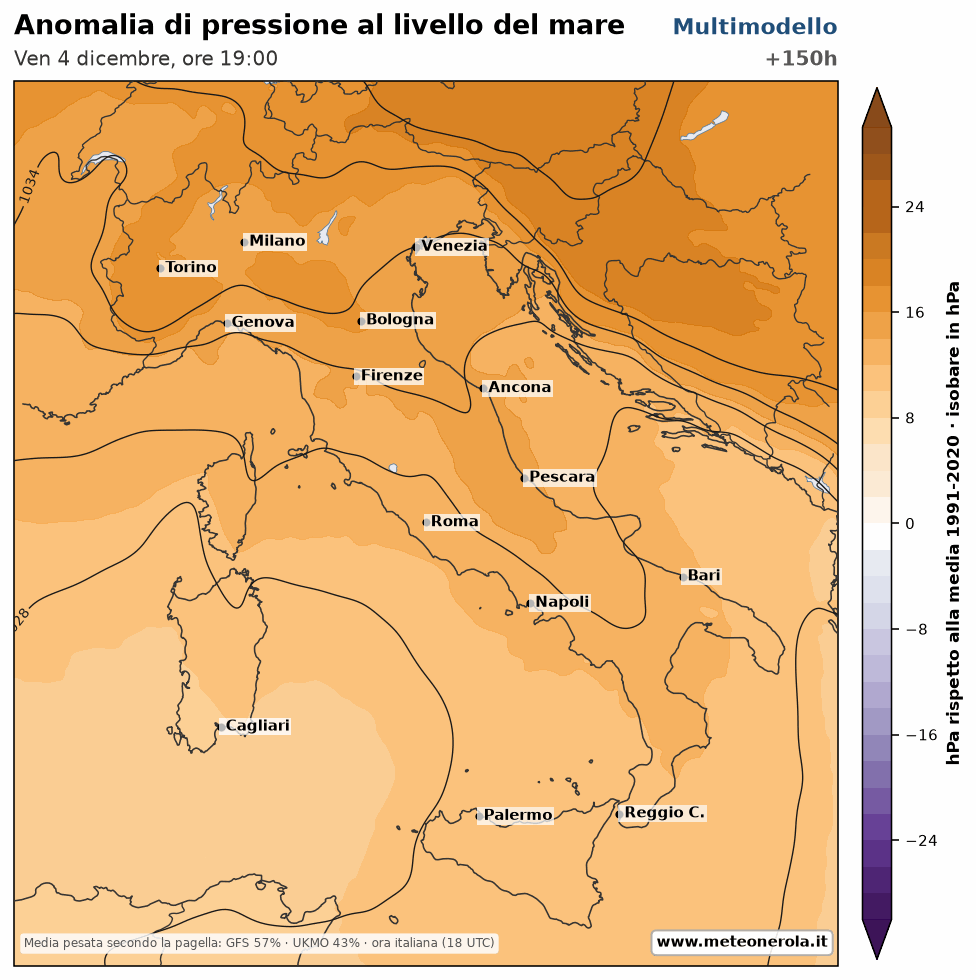 Anomalia di pressione al livello del mare
Multimodello
Ven 4 dicembre, ore 19:00
+150h
1034
24
Milano
Venezia
Torino
16
Genova
Bologna
Firenze
Ancona
8
Pescara
Roma
0
Bari
Napoli
−8
Cagliari
−16
Palermo
Reggio C.
−24
hPa rispetto alla media 1991-2020 · isobare in hPa
Media pesata secondo la pagella: GFS 57% · UKMO 43% · ora italiana (18 UTC)
www.meteonerola.it